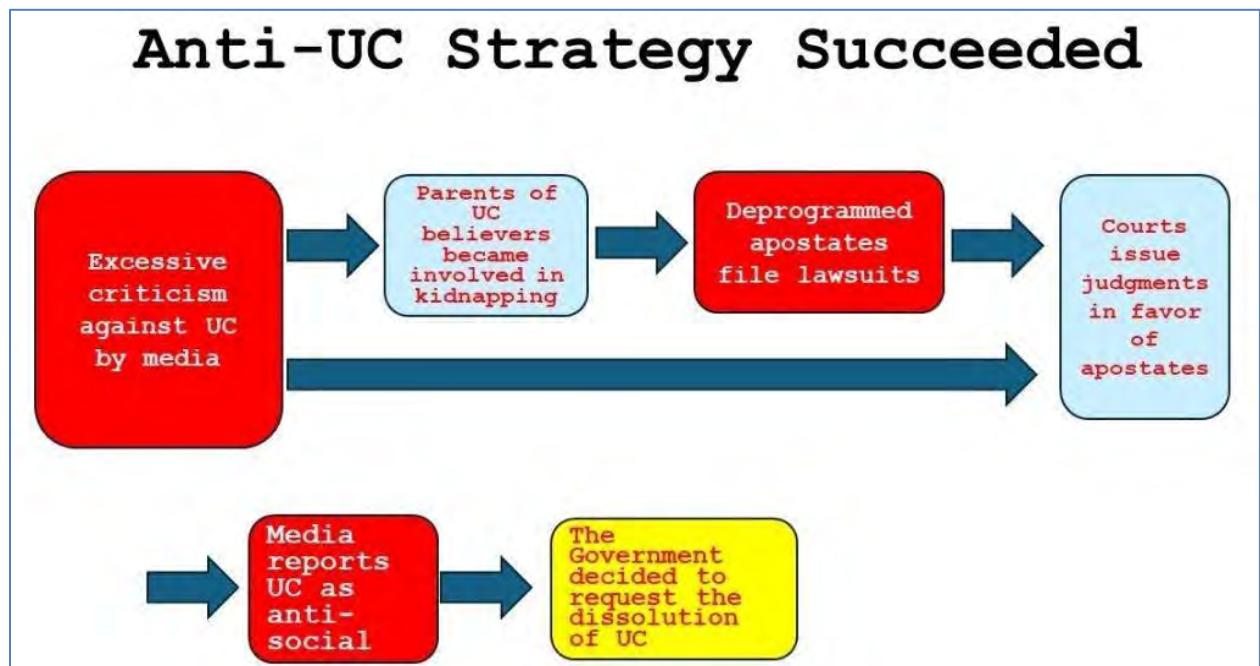 Anti-UC Strategy Succeeded
Excessive
criticism
against UC
by media
Parents of
UC
believers
became
involved in
kidnapping
Deprogrammed
apostates
file lawsuits
Courts
issue
judgments
in favor
of
apostates
Media
reports
UC as
anti-
social
The
Government
decided to
request the
dissolution
of UC